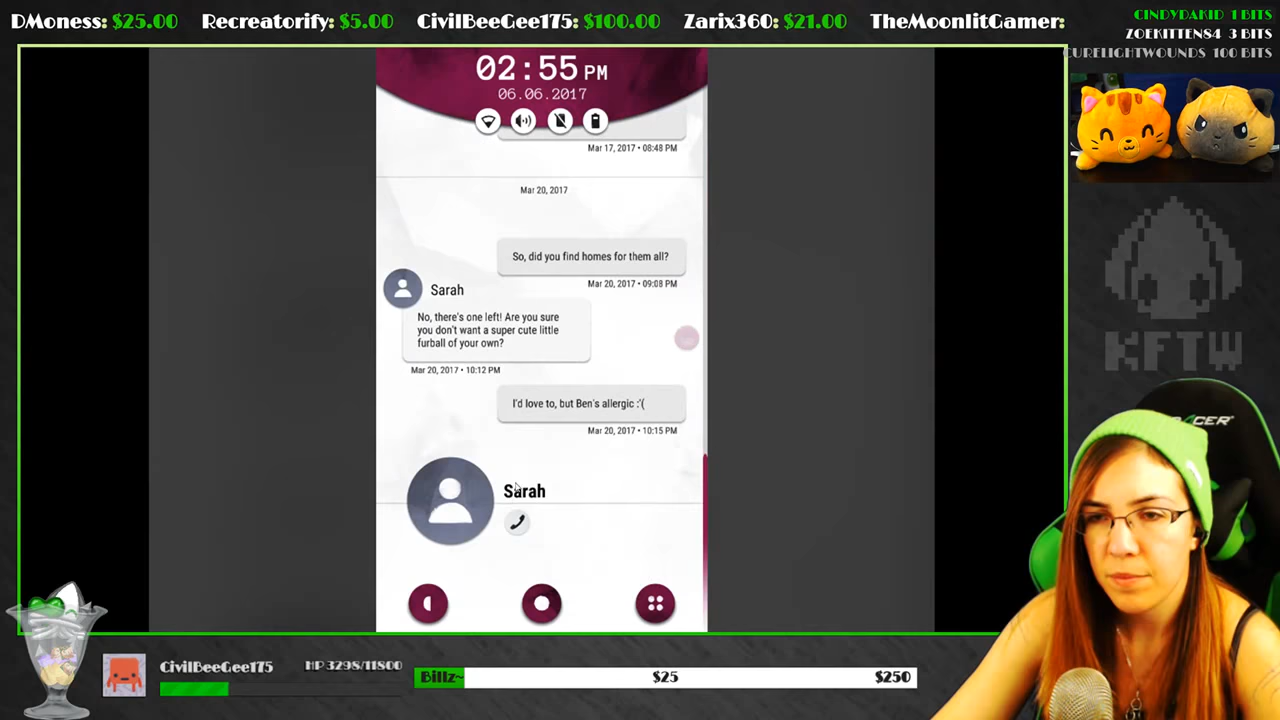 DMoness: $25.00 Recreatorify: $5.00 CivilBeeGee175: $100.00 Zarix360: $21.00 TheMoonlitGamer:
CINDYDAKID 1 BITS
ZOEKITTENS4 3 BITS
CURELIGHTWOUNDS 100 BITS
02:55 PM
06.06.2017
Mar 17, 2017 • 08:48 PM
Mar 20, 2017
So, did you find homes for them all?
Mar 20, 2017 • 09:08 PM
Sarah
No, there's one left! Are you sure
you don't want a super cute little
furball of your own?
Mar 20, 2017 • 10:12 PM
I'd love to, but Ben's allergic :'(
Mar 20, 2017 • 10:15 PM
Sarah
KFTW
CivilBeeGee175 HP 3298/11800
Billz~ $25 $250